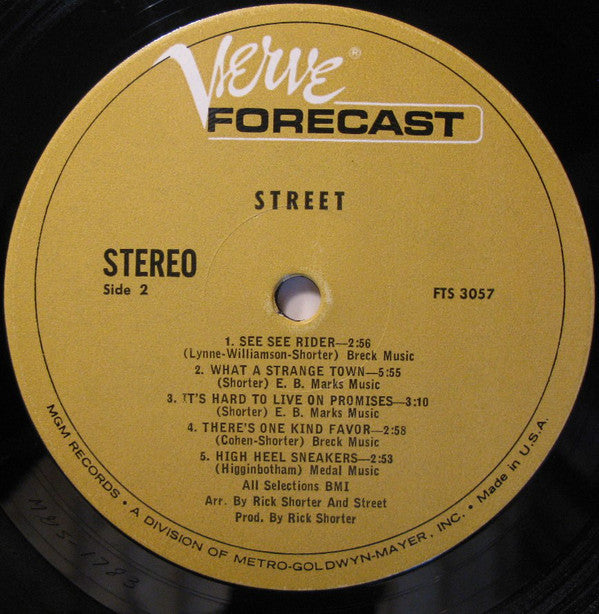 Verve®
FORECAST
STREET
STEREO
Side 2
FTS 3057
1. SEE SEE RIDER—2:56
(Lynne-Williamson-Shorter) Breck Music
2. WHAT A STRANGE TOWN—5:55
(Shorter) E. B. Marks Music
3. IT'S HARD TO LIVE ON PROMISES—3:10
(Shorter) E. B. Marks Music
4. THERE'S ONE KIND FAVOR—2:58
(Cohen-Shorter) Breck Music
5. HIGH HEEL SNEAKERS—2:53
(Higginbotham) Medal Music
All Selections BMI
Arr. By Rick Shorter And Street
Prod. By Rick Shorter
MGM RECORDS • A DIVISION OF METRO-GOLDWYN-MAYER, INC. • Made in U.S.A.